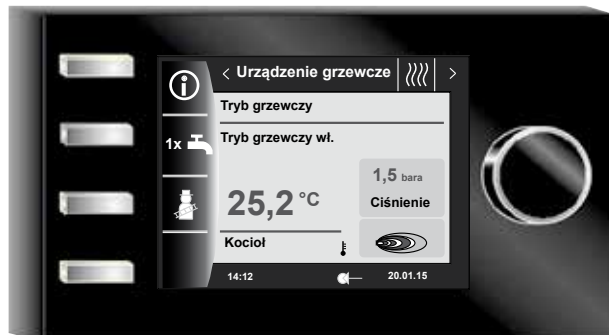 < Urządzenie grzewcze >
Tryb grzewczy
1x
Tryb grzewczy wł.
1,5 bara
Ciśnienie
25,2 °C
Kocioł
14:12
20.01.15